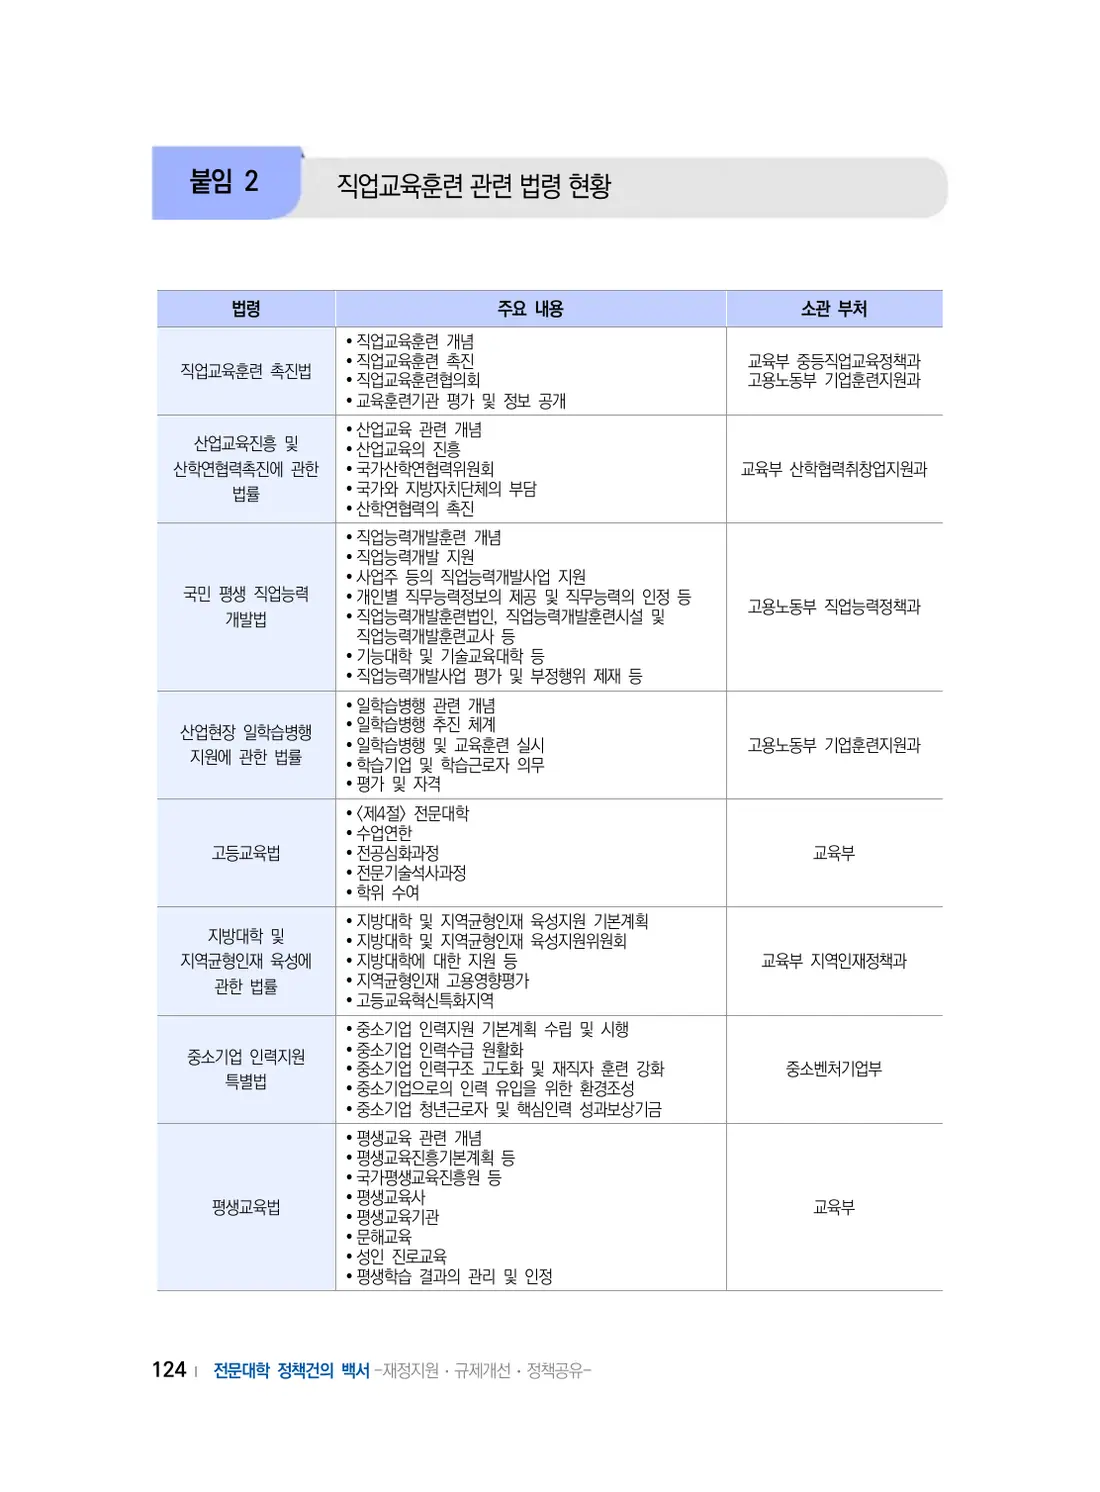 붙임 2
직업교육훈련 관련 법령 현황
법령
주요 내용
소관 부처
직업교육훈련 촉진법
• 직업교육훈련 개념
• 직업교육훈련 촉진
• 직업교육훈련협의회
• 교육훈련기관 평가 및 정보 공개
교육부 중등직업교육정책과
고용노동부 기업훈련지원과
산업교육진흥 및
산학연협력촉진에 관한
법률
• 산업교육 관련 개념
• 산업교육의 진흥
• 국가산학연협력위원회
• 국가와 지방자치단체의 부담
• 산학연협력의 촉진
교육부 산학협력취창업지원과
국민 평생 직업능력
개발법
• 직업능력개발훈련 개념
• 직업능력개발 지원
• 사업주 등의 직업능력개발사업 지원
• 개인별 직무능력정보의 제공 및 직무능력의 인정 등
• 직업능력개발훈련법인, 직업능력개발훈련시설 및
직업능력개발훈련교사 등
• 기능대학 및 기술교육대학 등
• 직업능력개발사업 평가 및 부정행위 제재 등
고용노동부 직업능력정책과
산업현장 일학습병행
지원에 관한 법률
• 일학습병행 관련 개념
• 일학습병행 추진 체계
• 일학습병행 및 교육훈련 실시
• 학습기업 및 학습근로자 의무
• 평가 및 자격
고용노동부 기업훈련지원과
고등교육법
• 〈제4절〉 전문대학
• 수업연한
• 전공심화과정
• 전문기술석사과정
• 학위 수여
교육부
지방대학 및
지역균형인재 육성에
관한 법률
• 지방대학 및 지역균형인재 육성지원 기본계획
• 지방대학 및 지역균형인재 육성지원위원회
• 지방대학에 대한 지원 등
• 지역균형인재 고용영향평가
• 고등교육혁신특화지역
교육부 지역인재정책과
중소기업 인력지원
특별법
• 중소기업 인력지원 기본계획 수립 및 시행
• 중소기업 인력수급 원활화
• 중소기업 인력구조 고도화 및 재직자 훈련 강화
• 중소기업으로의 인력 유입을 위한 환경조성
• 중소기업 청년근로자 및 핵심인력 성과보상기금
중소벤처기업부
평생교육법
• 평생교육 관련 개념
• 평생교육진흥기본계획 등
• 국가평생교육진흥원 등
• 평생교육사
• 평생교육기관
• 문해교육
• 성인 진로교육
• 평생학습 결과의 관리 및 인정
교육부
124 | 전문대학 정책건의 백서 -재정지원 · 규제개선 · 정책공유-